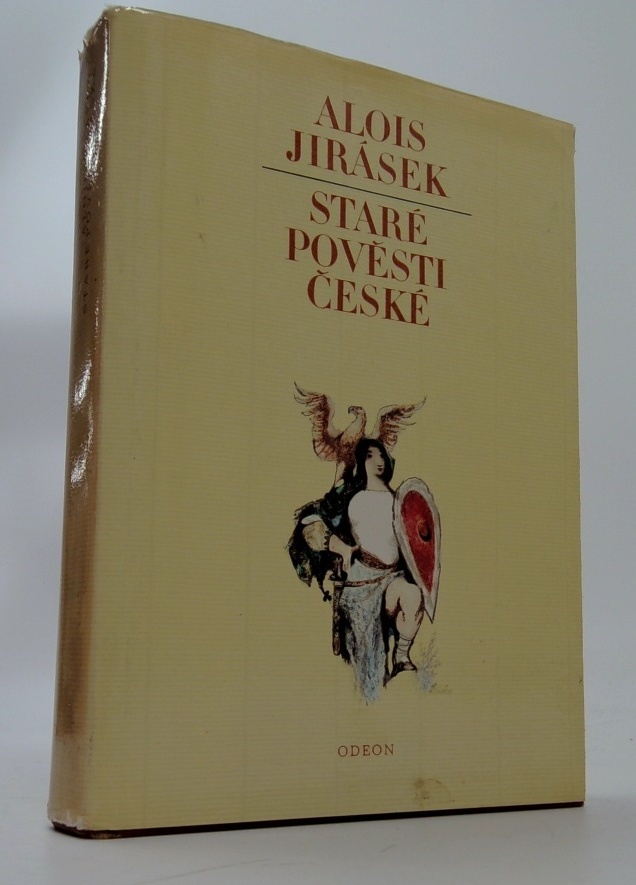 ALOIS
JIRÁSEK
STARÉ
POVĚSTI
ČESKÉ
ODEON